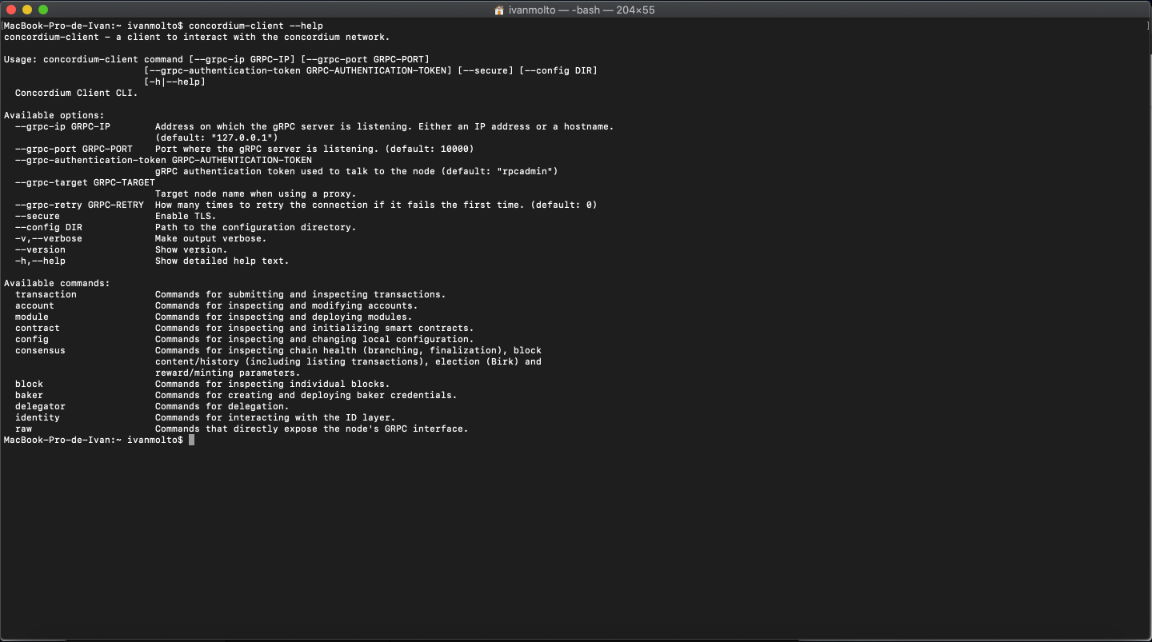 ivanmolto — -bash — 204×55
MacBook-Pro-de-Ivan:~ ivanmolto$ concordium-client --help
concordium-client - a client to interact with the concordium network.
Usage: concordium-client command [--grpc-ip GRPC-IP] [--grpc-port GRPC-PORT]
[--grpc-authentication-token GRPC-AUTHENTICATION-TOKEN] [--secure] [--config DIR]
[-h|--help]
Concordium Client CLI.
Available options:
--grpc-ip GRPC-IP Address on which the gRPC server is listening. Either an IP address or a hostname.
(default: "127.0.0.1")
--grpc-port GRPC-PORT Port where the gRPC server is listening. (default: 10000)
--grpc-authentication-token GRPC-AUTHENTICATION-TOKEN
gRPC authentication token used to talk to the node (default: "rpcadmin")
--grpc-target GRPC-TARGET
Target node name when using a proxy.
--grpc-retry GRPC-RETRY How many times to retry the connection if it fails the first time. (default: 0)
--secure Enable TLS.
--config DIR Path to the configuration directory.
-v,--verbose Make output verbose.
--version Show version.
-h,--help Show detailed help text.
Available commands:
transaction Commands for submitting and inspecting transactions.
account Commands for inspecting and modifying accounts.
module Commands for inspecting and deploying modules.
contract Commands for inspecting and initializing smart contracts.
config Commands for inspecting and changing local configuration.
consensus Commands for inspecting chain health (branching, finalization), block
content/history (including listing transactions), election (Birk) and
reward/minting parameters.
block Commands for inspecting individual blocks.
baker Commands for creating and deploying baker credentials.
delegator Commands for delegation.
identity Commands for interacting with the ID layer.
raw Commands that directly expose the node's GRPC interface.
MacBook-Pro-de-Ivan:~ ivanmolto$